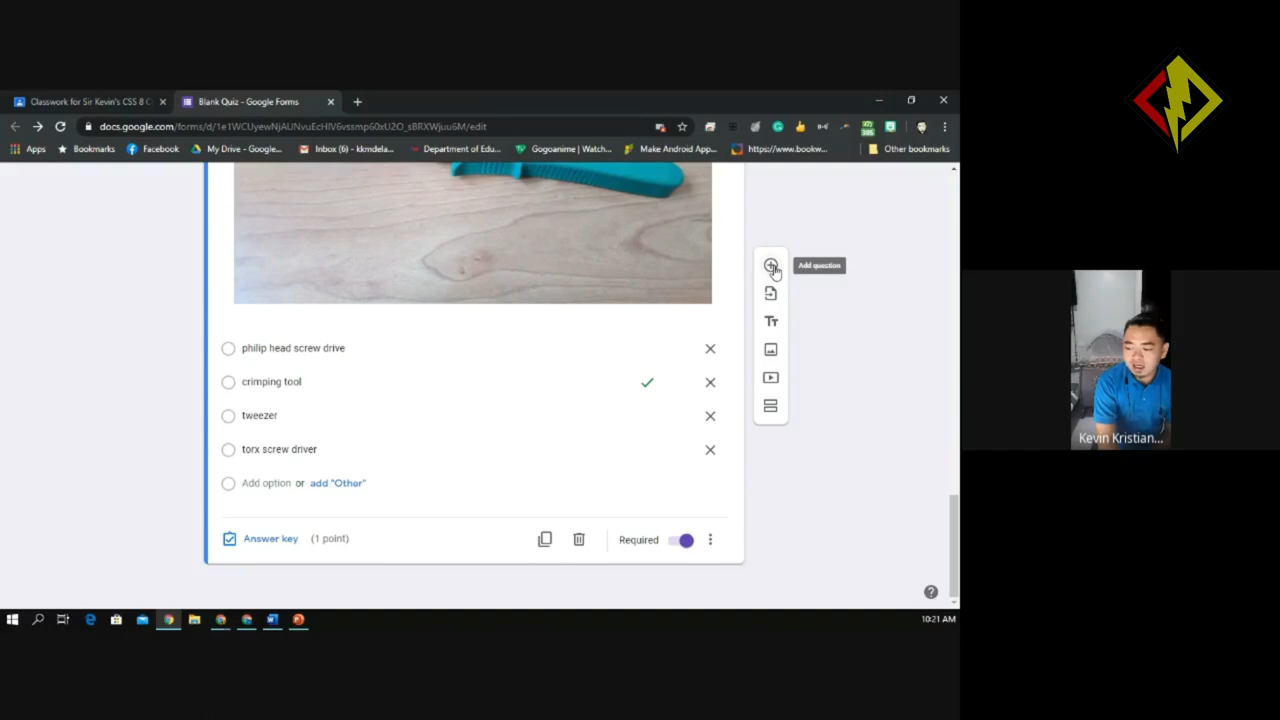 Classwork for Sir Kevin's CSS 8 C
Blank Quiz - Google Forms
docs.google.com/forms/d/1e1WCUyewNjAUNvuEcHlV6vssmp60xU2O_sBRXWjuu6M/edit
Apps
Bookmarks
Facebook
My Drive - Google...
Inbox (6) - kkmdela...
Department of Edu...
Gogoanime | Watch...
Make Android App...
https://www.bookw...
Other bookmarks
Add question
philip head screw drive
crimping tool
tweezer
torx screw driver
Add option or add "Other"
Answer key (1 point)
Required
Kevin Kristian...
10:21 AM